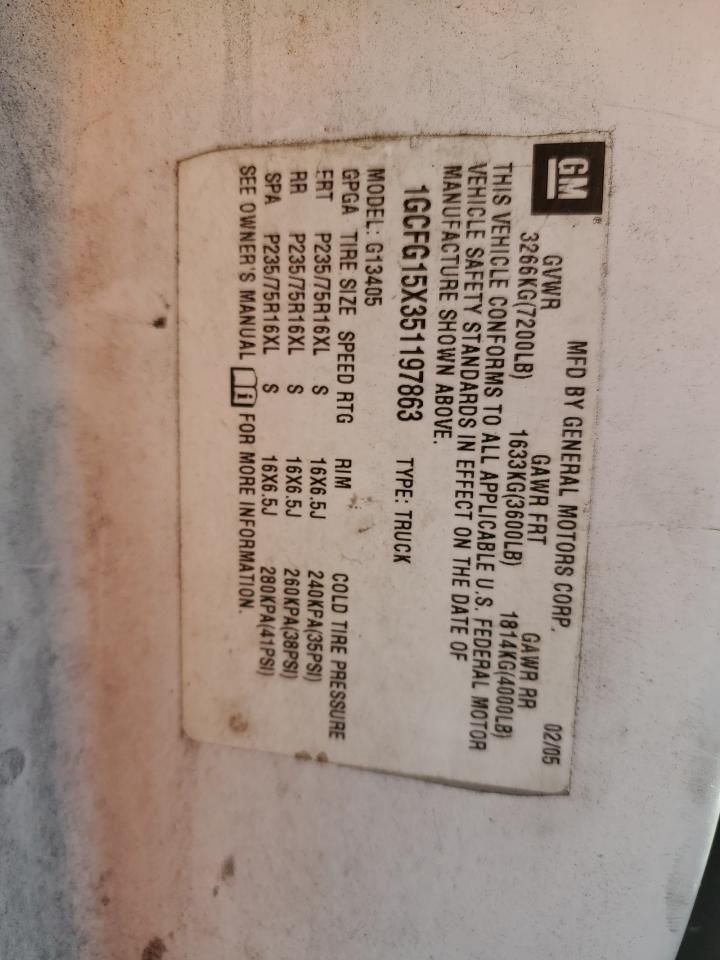 GM®
MFD BY GENERAL MOTORS CORP. 02/05
GVWR GAWR FRT GAWR RR
3266KG(7200LB) 1633KG(3600LB) 1814KG(4000LB)
THIS VEHICLE CONFORMS TO ALL APPLICABLE U.S. FEDERAL MOTOR
VEHICLE SAFETY STANDARDS IN EFFECT ON THE DATE OF
MANUFACTURE SHOWN ABOVE.
1GCFG15X351197863 TYPE: TRUCK
MODEL: G13405
GPGA TIRE SIZE SPEED RTG RIM COLD TIRE PRESSURE
FRT P235/75R16XL S 16X6.5J 240KPA(35PSI)
RR P235/75R16XL S 16X6.5J 260KPA(38PSI)
SPA P235/75R16XL S 16X6.5J 280KPA(41PSI)
SEE OWNER'S MANUAL i FOR MORE INFORMATION.